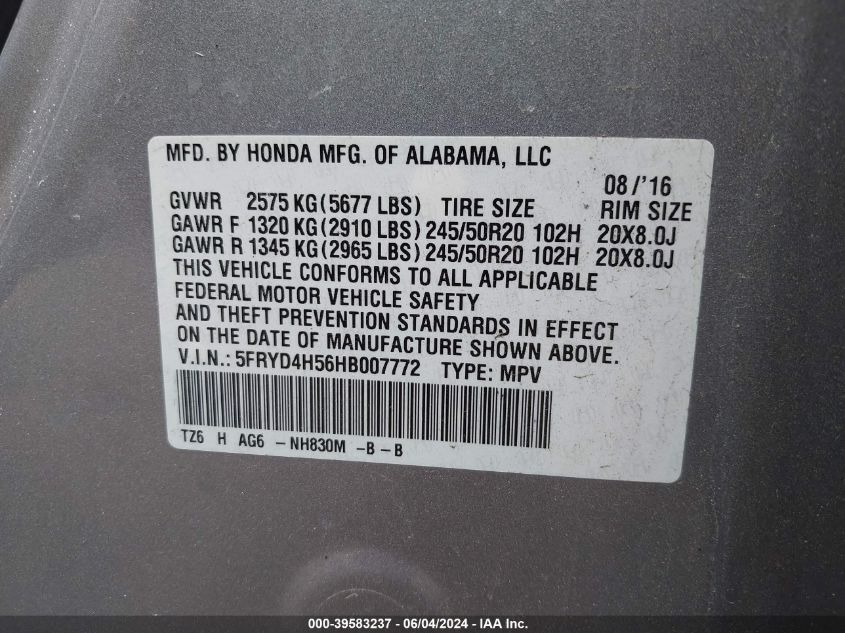 MFD. BY HONDA MFG. OF ALABAMA, LLC
08/'16
GVWR 2575 KG (5677 LBS) TIRE SIZE RIM SIZE
GAWR F 1320 KG (2910 LBS) 245/50R20 102H 20X8.0J
GAWR R 1345 KG (2965 LBS) 245/50R20 102H 20X8.0J
THIS VEHICLE CONFORMS TO ALL APPLICABLE
FEDERAL MOTOR VEHICLE SAFETY
AND THEFT PREVENTION STANDARDS IN EFFECT
ON THE DATE OF MANUFACTURE SHOWN ABOVE.
V.I.N.: 5FRYD4H56HB007772 TYPE: MPV
TZ6 H AG6 -NH830M -B-B
000-39583237 - 06/04/2024 - IAA Inc.